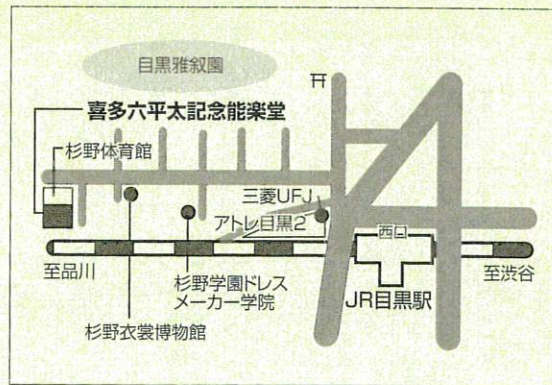 目黒雅叙園
喜多六平太記念能楽堂
杉野体育館
三菱UFJ
アトレ目黒2
西口
至品川
杉野学園ドレス
メーカー学院
至渋谷
JR目黒駅
杉野衣裳博物館